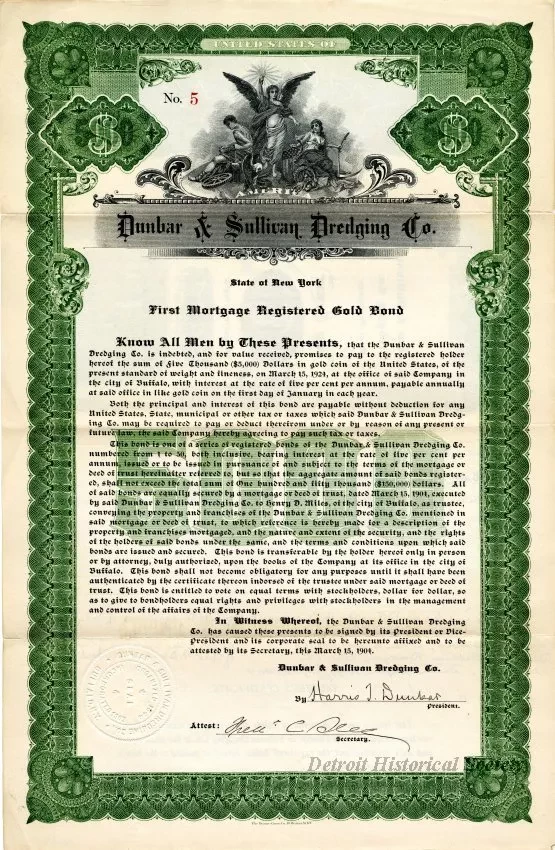 UNITED STATES OF
No. 5
AMERICA
Dunbar & Sullivan Dredging Co.
State of New York
First Mortgage Registered Gold Bond
Know All Men by These Presents, that the Dunbar & Sullivan
Dredging Co. is indebted, and for value received, promises to pay to the registered holder
hereof the sum of Five Thousand ($5,000) Dollars in gold coin of the United States, of the
present standard of weight and fineness, on March 15, 1924, at the office of said Company in
the city of Buffalo, with interest at the rate of five per cent per annum, payable annually
at said office in like gold coin on the first day of January in each year.
Both the principal and interest of this bond are payable without deduction for any
United States, State, municipal or other tax or taxes which said Dunbar & Sullivan Dredg-
ing Co. may be required to pay or deduct therefrom under or by reason of any present or
future law, the said Company hereby agreeing to pay such tax or taxes.
This bond is one of a series of registered bonds of the Dunbar & Sullivan Dredging Co.
numbered from 1 to 30, both inclusive, bearing interest at the rate of five per cent per
annum, issued or to be issued in pursuance of and subject to the terms of the mortgage or
deed of trust hereinafter referred to, but so that the aggregate amount of said bonds register-
ed, shall not exceed the total sum of One hundred and fifty thousand ($150,000) dollars. All
of said bonds are equally secured by a mortgage or deed of trust, dated March 15, 1904, executed
by said Dunbar & Sullivan Dredging Co. to Henry D. Miles, of the city of Buffalo, as trustee,
conveying the property and franchises of the Dunbar & Sullivan Dredging Co. mentioned in
said mortgage or deed of trust, to which reference is hereby made for a description of the
property and franchises mortgaged, and the nature and extent of the security, and the rights
of the holders of said bonds under the same, and the terms and conditions upon which said
bonds are issued and secured. This bond is transferable by the holder hereof only in person
or by attorney, duly authorized, upon the books of the Company at its office in the city of
Buffalo. This bond shall not become obligatory for any purposes until it shall have been
authenticated by the certificate thereon indorsed of the trustee under said mortgage or deed of
trust. This bond is entitled to vote on equal terms with stockholders, dollar for dollar, so
as to give to bondholders equal rights and privileges with stockholders in the management
and control of the affairs of the Company.
In Witness Whereof, the Dunbar & Sullivan Dredging
Co. has caused these presents to be signed by its President or Vice-
President and its corporate seal to be hereunto affixed and to be
attested by its Secretary, this March 15, 1904.
Dunbar & Sullivan Dredging Co.
By Harris T. Dunbar
President.
Attest:
Secretary.
Detroit Historical Society